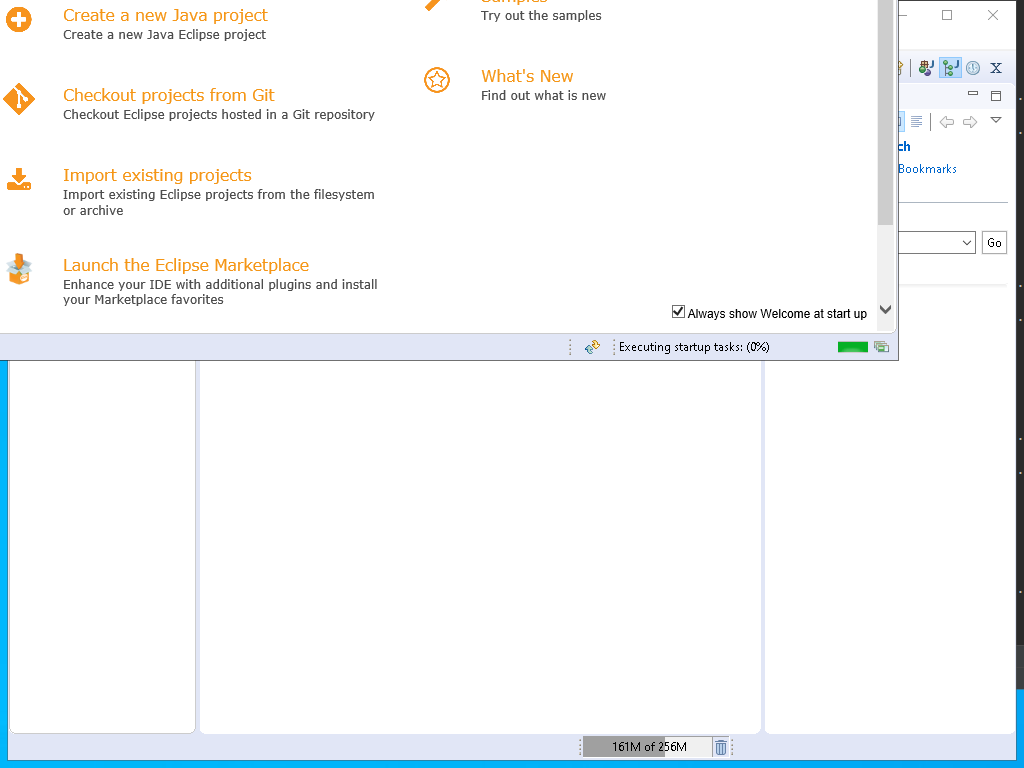 Create a new Java project
Create a new Java Eclipse project
Checkout projects from Git
Checkout Eclipse projects hosted in a Git repository
Import existing projects
Import existing Eclipse projects from the filesystem
or archive
Launch the Eclipse Marketplace
Enhance your IDE with additional plugins and install
your Marketplace favorites
Samples
Try out the samples
What's New
Find out what is new
Always show Welcome at start up
Executing startup tasks: (0%)
ch
Bookmarks
Go
161M of 256M